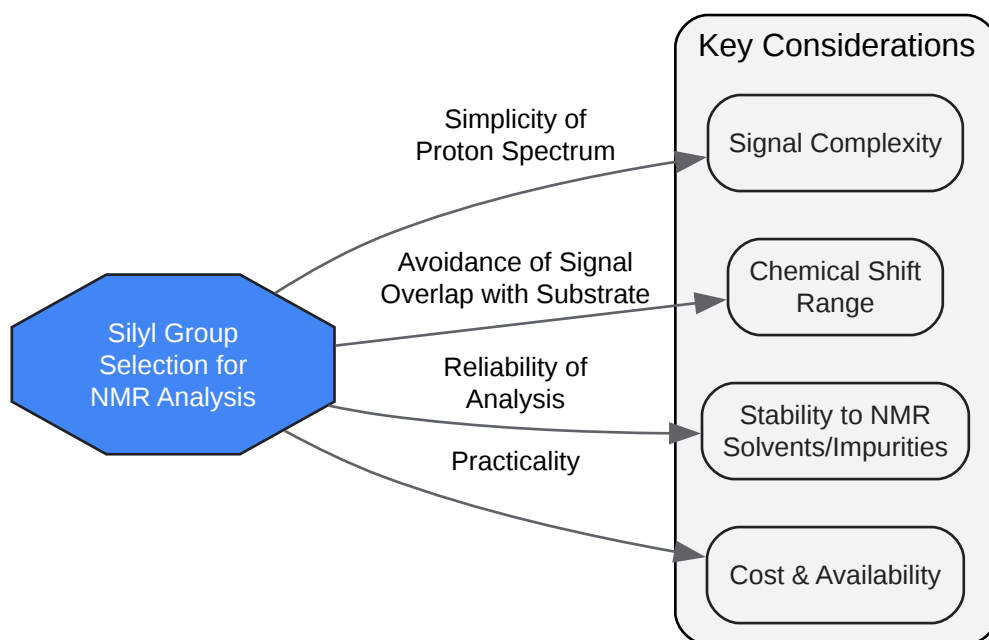 Key Considerations
Simplicity of
Proton Spectrum
Signal Complexity
Avoidance of Signal
Overlap with Substrate
Chemical Shift
Range
Silyl Group
Selection for
NMR Analysis
Reliability of
Analysis
Stability to NMR
Solvents/Impurities
Practicality
Cost & Availability